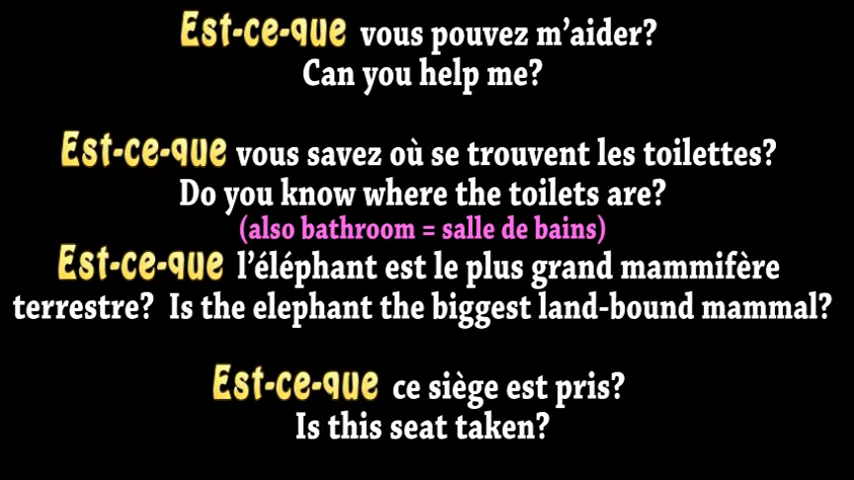 Est-ce-que vous pouvez m’aider?
Can you help me?
Est-ce-que vous savez où se trouvent les toilettes?
Do you know where the toilets are?
(also bathroom = salle de bains)
Est-ce-que l’éléphant est le plus grand mammifère
terrestre? Is the elephant the biggest land-bound mammal?
Est-ce-que ce siège est pris?
Is this seat taken?